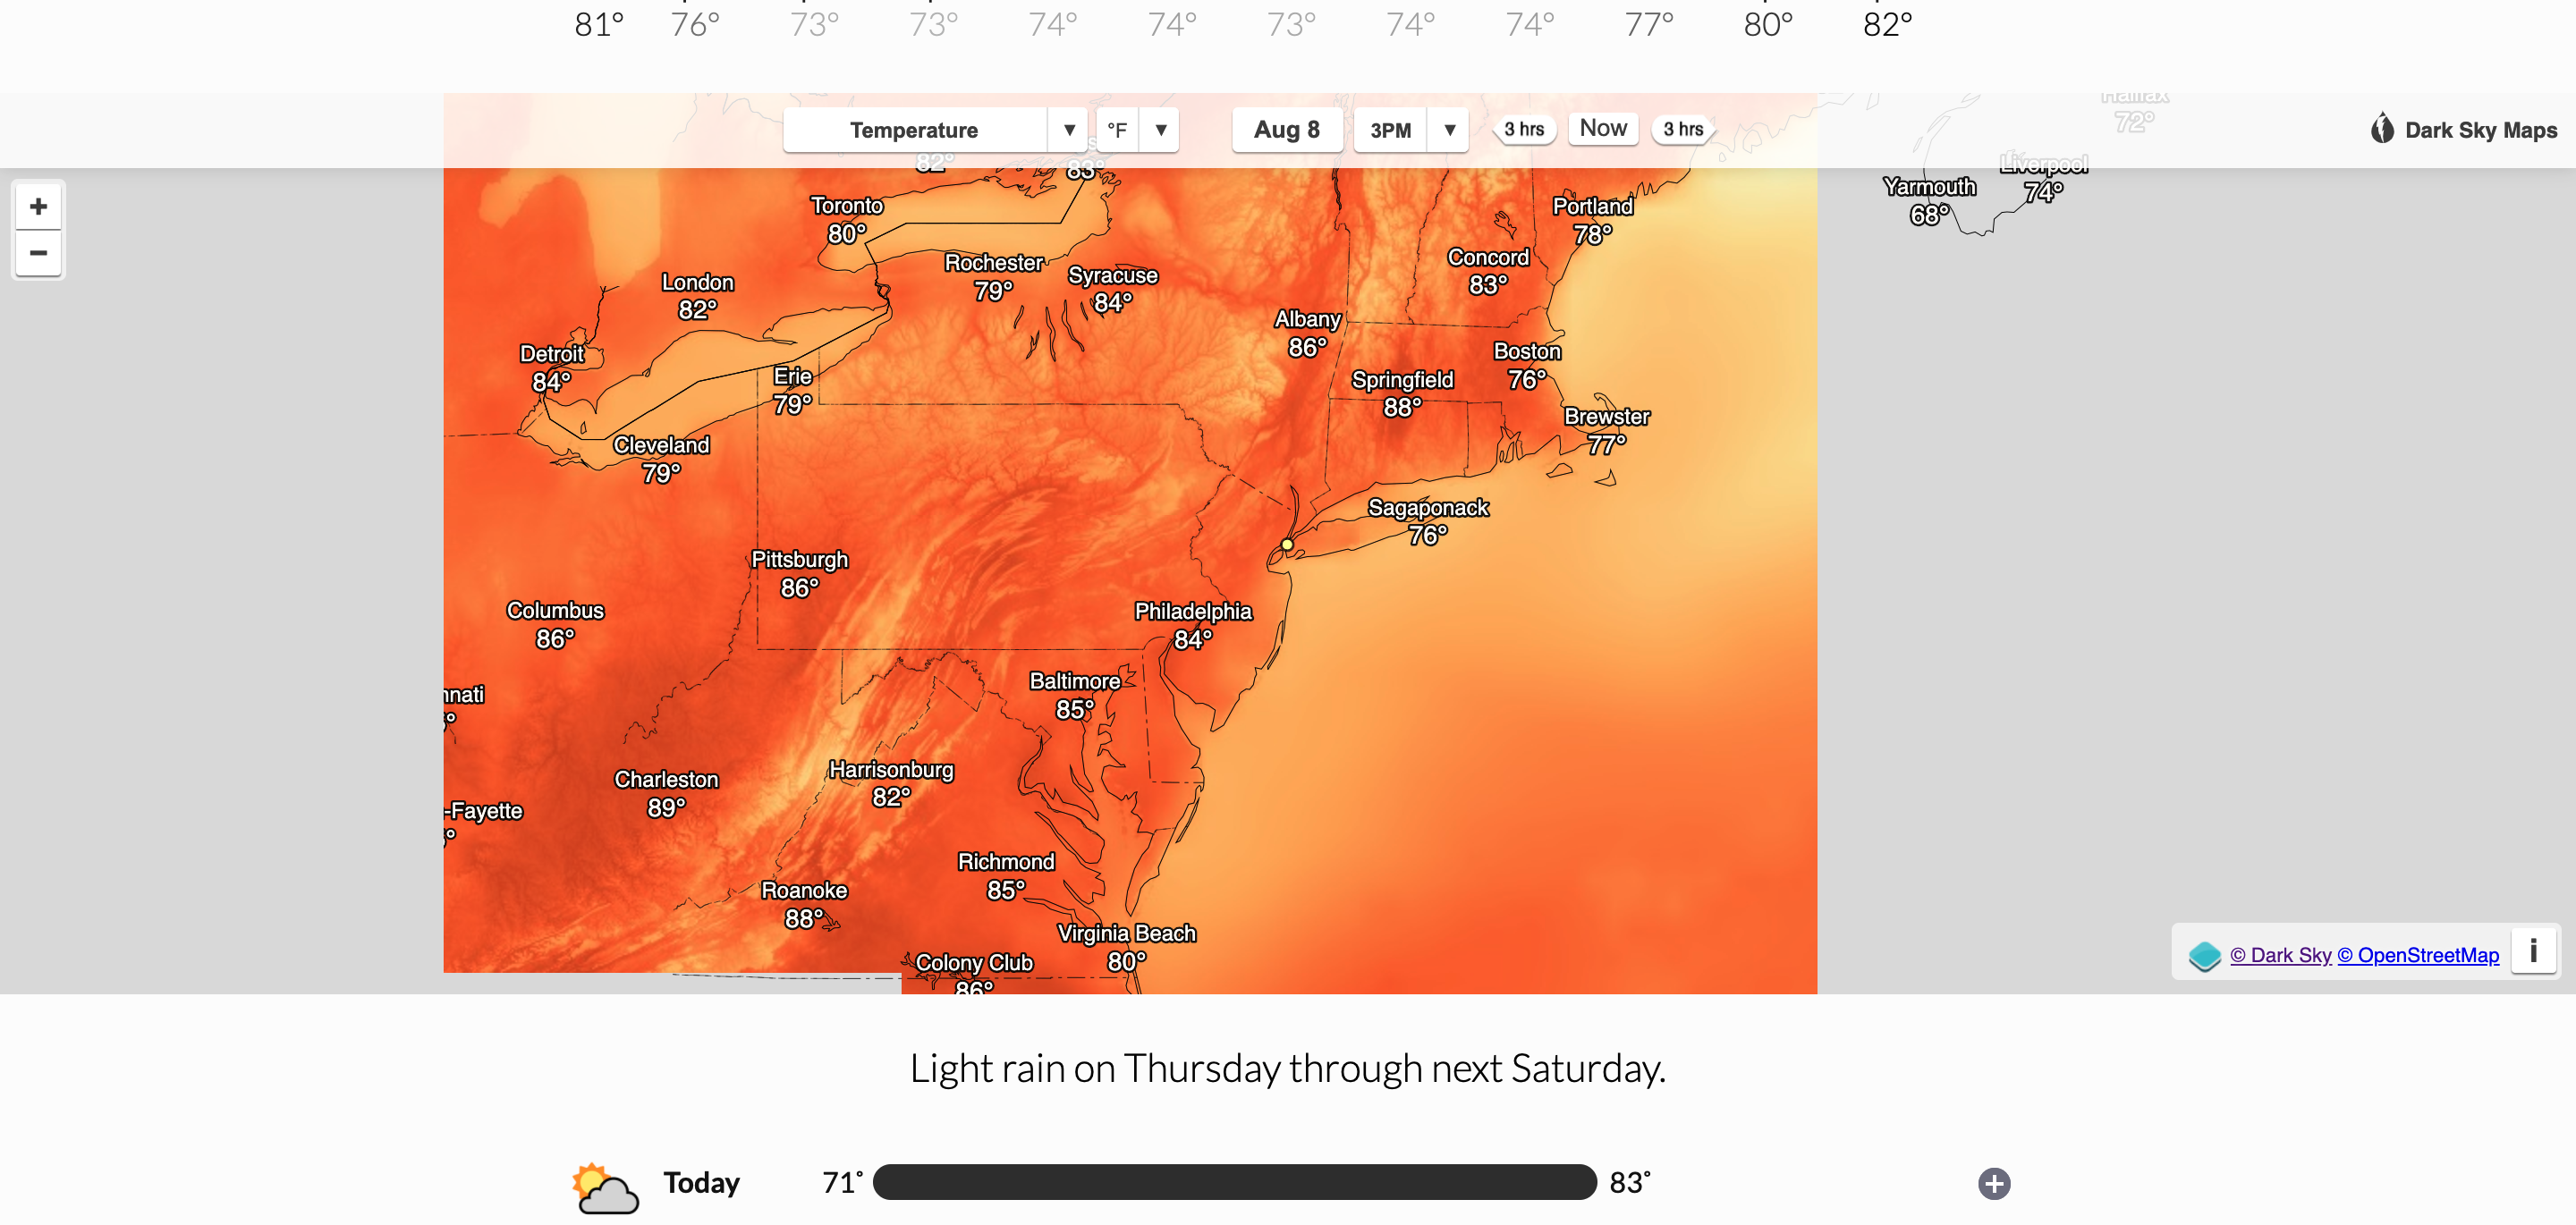 81° 76° 73° 73° 74° 74° 73° 74° 74° 77° 80° 82°
Temperature ▼ °F ▼ Aug 8 3PM ▼ 3 hrs Now 3 hrs
Dark Sky Maps
Halifax
72°
Liverpool
74°
Yarmouth
68°
+
−
82°
83°
Toronto
80°
Portland
78°
Rochester
79°
Syracuse
84°
Concord
83°
London
82°
Albany
86°
Detroit
84°
Boston
76°
Erie
79°
Springfield
88°
Brewster
77°
Cleveland
79°
Sagaponack
76°
Pittsburgh
86°
Columbus
86°
Philadelphia
84°
Baltimore
85°
nnati
Charleston
89°
Harrisonburg
82°
-Fayette
Richmond
85°
Roanoke
88°
Virginia Beach
80°
Colony Club
86°
© Dark Sky © OpenStreetMap i
Light rain on Thursday through next Saturday.
Today 71° 83° +